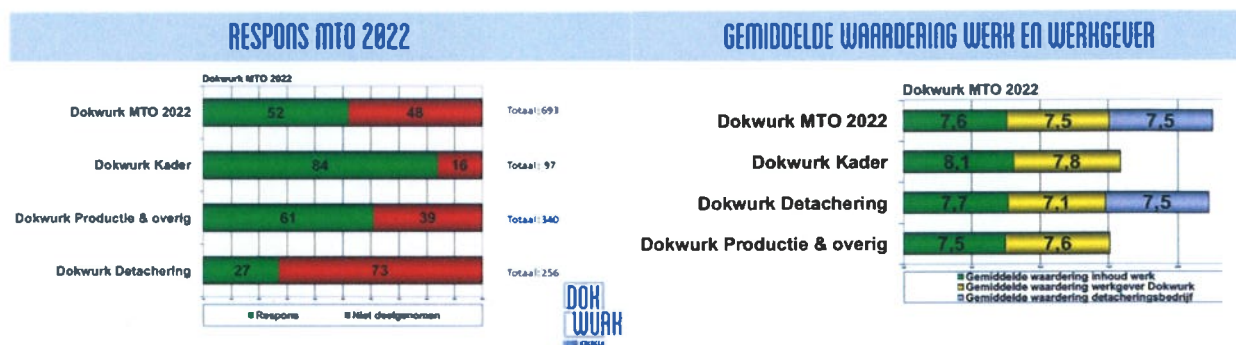 RESPONS MTO 2022
Dokwurk MTO 2022
Dokwurk MTO 2022 52 48 Totaal: 693
Dokwurk Kader 84 16 Totaal: 97
Dokwurk Productie & overig 61 39 Totaal: 340
Dokwurk Detachering 27 73 Totaal: 256
Respons Niet deelgenomen
DOK
WURK
GEMIDDELDE WAARDERING WERK EN WERKGEVER
Dokwurk MTO 2022
Dokwurk MTO 2022 7,6 7,5 7,5
Dokwurk Kader 8,1 7,8
Dokwurk Detachering 7,7 7,1 7,5
Dokwurk Productie & overig 7,5 7,6
Gemiddelde waardering inhoud werk
Gemiddelde waardering werkgever Dokwurk
Gemiddelde waardering detacheringsbedrijf